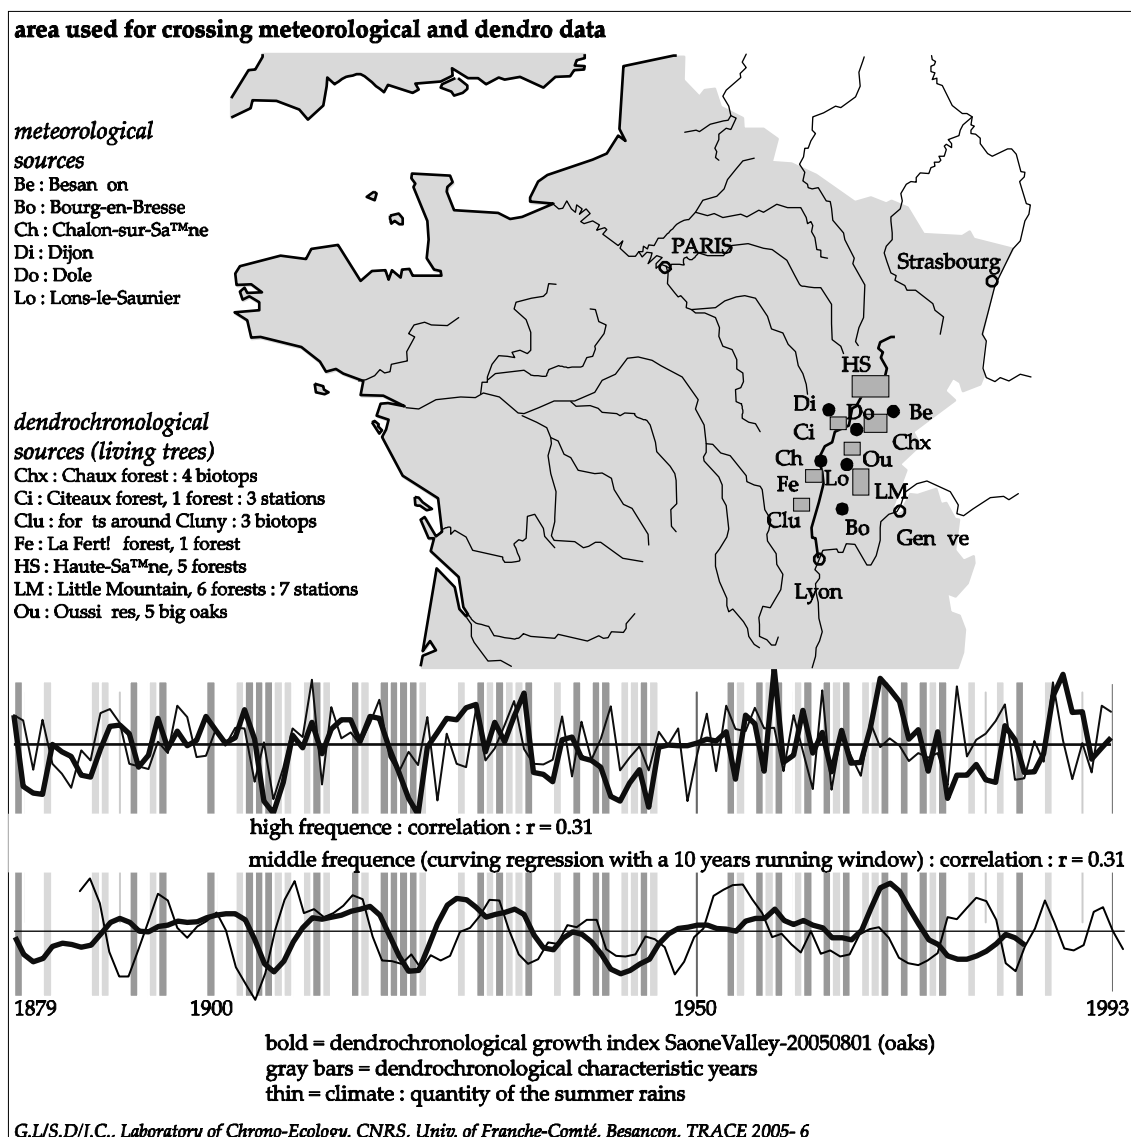 area used for crossing meteorological and dendro data
meteorological
sources
Be : Besan on
Bo : Bourg-en-Bresse
Ch : Chalon-sur-Sa™ne
Di : Dijon
Do : Dole
Lo : Lons-le-Saunier
PARIS
Strasbourg
HS
Di
Do
Be
Ci
Chx
Ch
Ou
Lo
Fe
LM
Clu
Bo
Gen ve
Lyon
dendrochronological
sources (living trees)
Chx : Chaux forest : 4 biotops
Ci : Citeaux forest, 1 forest : 3 stations
Clu : for ts around Cluny : 3 biotops
Fe : La Fert! forest, 1 forest
HS : Haute-Sa™ne, 5 forests
LM : Little Mountain, 6 forests : 7 stations
Ou : Oussi res, 5 big oaks
high frequence : correlation : r = 0.31
middle frequence (curving regression with a 10 years running window) : correlation : r = 0.31
1879 1900 1950 1993
bold = dendrochronological growth index SaoneValley-20050801 (oaks)
gray bars = dendrochronological characteristic years
thin = climate : quantity of the summer rains
G.L/S.D/J.C., Laboratory of Chrono-Ecology, CNRS, Univ. of Franche-Comté, Besançon, TRACE 2005- 6